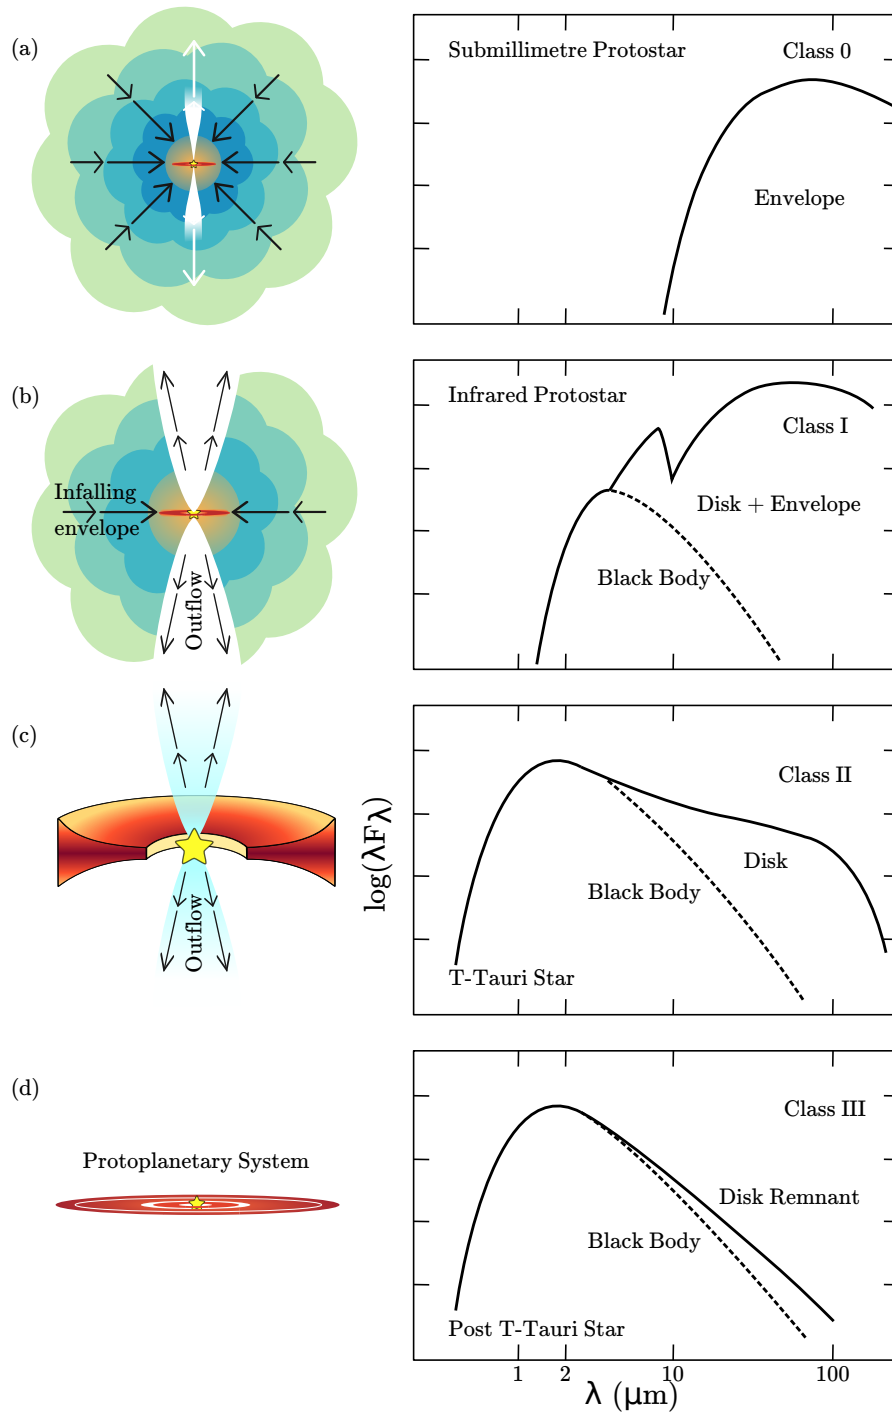 (a)
Submillimetre Protostar
Class 0
Envelope
(b)
Infalling
envelope
Outflow
Infrared Protostar
Class I
Disk + Envelope
Black Body
(c)
Outflow
log(λFλ)
Class II
Disk
Black Body
T-Tauri Star
(d)
Protoplanetary System
Class III
Disk Remnant
Black Body
Post T-Tauri Star
1 2 10 100
λ (μm)